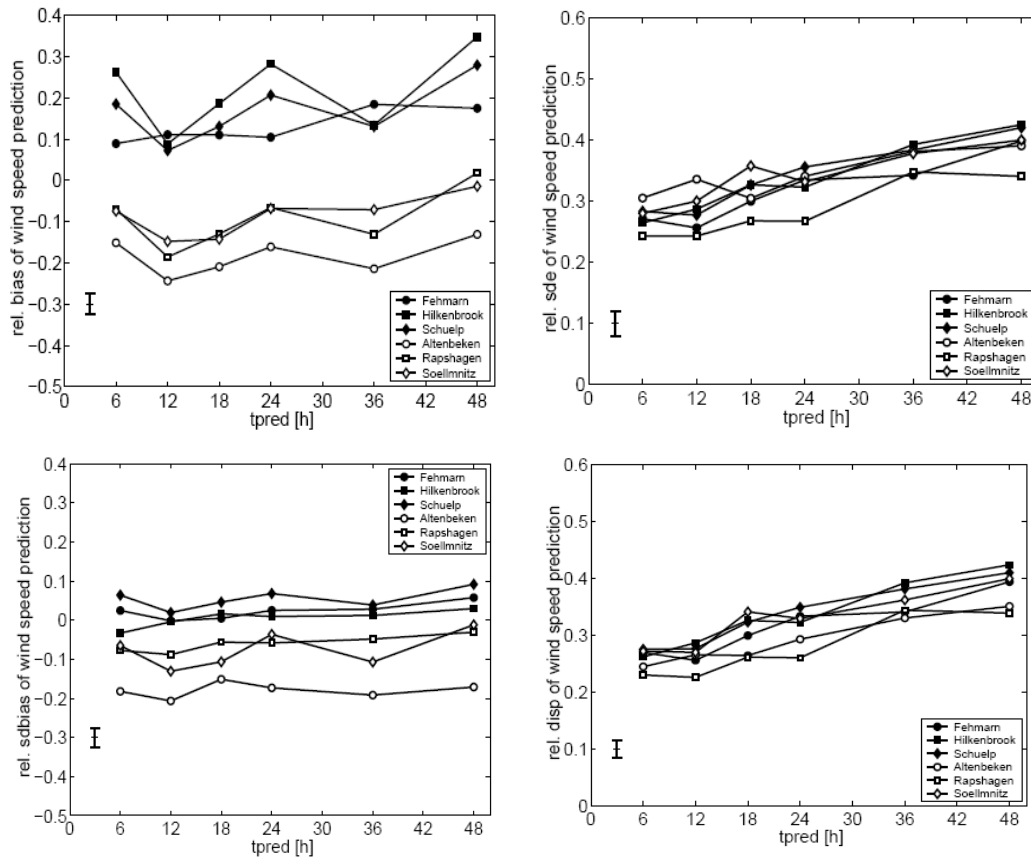 rel. bias of wind speed prediction
0.4
0.3
0.2
0.1
0
−0.1
−0.2
−0.3
−0.4
−0.5
Fehmarn
Hilkenbrook
Schuelp
Altenbeken
Rapshagen
Soellmnitz
0 6 12 18 24 30 36 42 48
tpred [h]
rel. sde of wind speed prediction
0.6
0.5
0.4
0.3
0.2
0.1
0
Fehmarn
Hilkenbrook
Schuelp
Altenbeken
Rapshagen
Soellmnitz
0 6 12 18 24 30 36 42 48
tpred [h]
rel. sdbias of wind speed prediction
0.4
0.3
0.2
0.1
0
−0.1
−0.2
−0.3
−0.4
−0.5
Fehmarn
Hilkenbrook
Schuelp
Altenbeken
Rapshagen
Soellmnitz
0 6 12 18 24 30 36 42 48
tpred [h]
rel. disp of wind speed prediction
0.6
0.5
0.4
0.3
0.2
0.1
0
Fehmarn
Hilkenbrook
Schuelp
Altenbeken
Rapshagen
Soellmnitz
0 6 12 18 24 30 36 42 48
tpred [h]